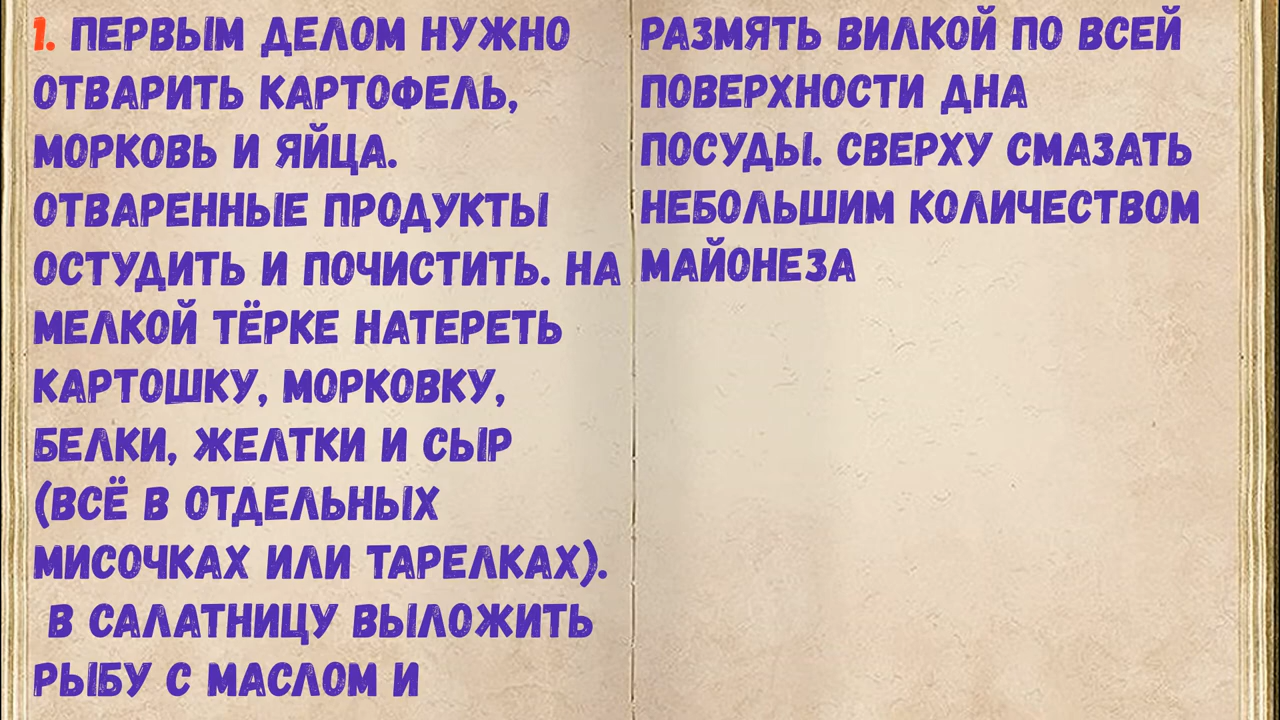 1. ПЕРВЫМ ДЕЛОМ НУЖНО
ОТВАРИТЬ КАРТОФЕЛЬ,
МОРКОВЬ И ЯЙЦА.
ОТВАРЕННЫЕ ПРОДУКТЫ
ОСТУДИТЬ И ПОЧИСТИТЬ. НА
МЕЛКОЙ ТЁРКЕ НАТЕРЕТЬ
КАРТОШКУ, МОРКОВКУ,
БЕЛКИ, ЖЕЛТКИ И СЫР
(ВСЁ В ОТДЕЛЬНЫХ
МИСОЧКАХ ИЛИ ТАРЕЛКАХ).
В САЛАТНИЦУ ВЫЛОЖИТЬ
РЫБУ С МАСЛОМ И
РАЗМЯТЬ ВИЛКОЙ ПО ВСЕЙ
ПОВЕРХНОСТИ ДНА
ПОСУДЫ. СВЕРХУ СМАЗАТЬ
НЕБОЛЬШИМ КОЛИЧЕСТВОМ
МАЙОНЕЗА